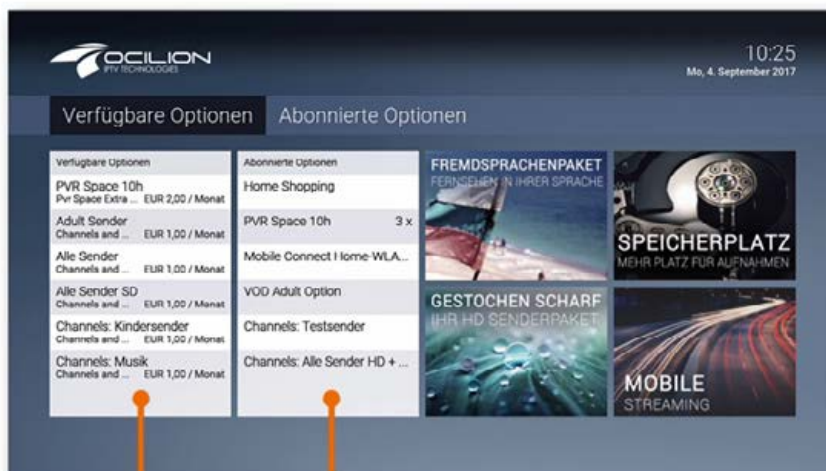 OCILION
IPTV TECHNOLOGIES
10:25
Mo, 4. September 2017
Verfügbare Optionen
Abonnierte Optionen
Verfügbare Optionen
PVR Space 10h
Pvr Space Extra ... EUR 2,00 / Monat
Adult Sender
Channels and ... EUR 1,00 / Monat
Alle Sender
Channels and ... EUR 1,00 / Monat
Alle Sender SD
Channels and ... EUR 1,00 / Monat
Channels: Kindersender
Channels and ... EUR 1,00 / Monat
Channels: Musik
Channels and ... EUR 1,00 / Monat
Abonnierte Optionen
Home Shopping
PVR Space 10h 3 x
Mobile Connect Home-WLA...
VOD Adult Option
Channels: Testsender
Channels: Alle Sender HD + ...
FREMDSPRACHENPAKET
FERNSEHEN IN IHRER SPRACHE
SPEICHERPLATZ
MEHR PLATZ FÜR AUFNAHMEN
GESTOCHEN SCHARF
IHR HD SENDERPAKET
MOBILE
STREAMING